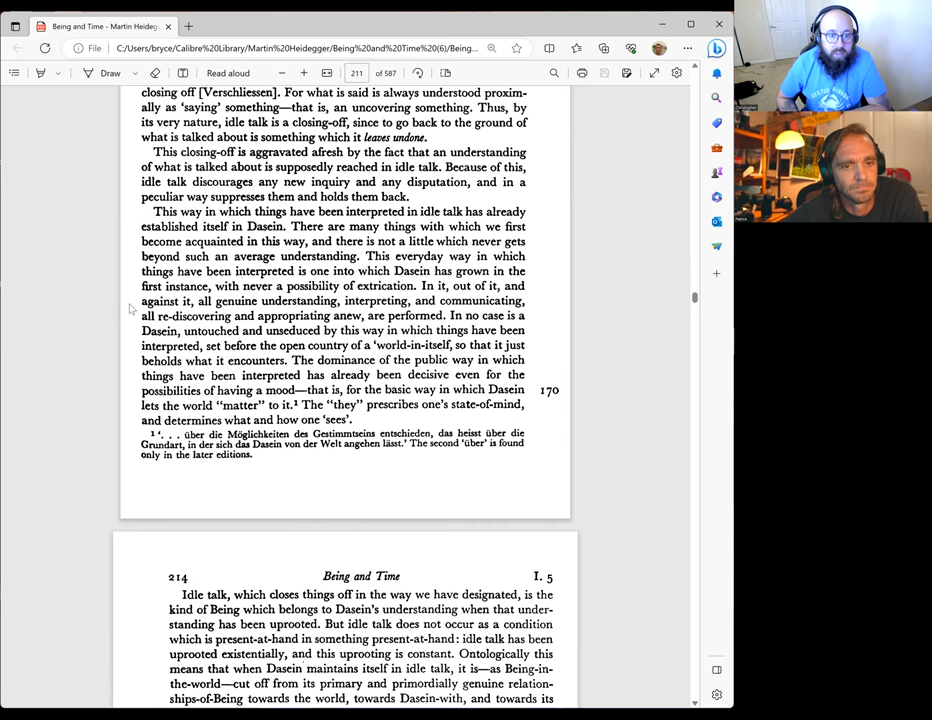 Being and Time - Martin Heideg
File
C:/Users/bryce/Calibre%20Library/Martin%20Heidegger/Being%20and%20Time%20(6)/Being...
Draw
Read aloud
211 of 587
closing off [Verschliessen]. For what is said is always understood proxim-
ally as 'saying' something—that is, an uncovering something. Thus, by
its very nature, idle talk is a closing-off, since to go back to the ground of
what is talked about is something which it leaves undone.
This closing-off is aggravated afresh by the fact that an understanding
of what is talked about is supposedly reached in idle talk. Because of this,
idle talk discourages any new inquiry and any disputation, and in a
peculiar way suppresses them and holds them back.
This way in which things have been interpreted in idle talk has already
established itself in Dasein. There are many things with which we first
become acquainted in this way, and there is not a little which never gets
beyond such an average understanding. This everyday way in which
things have been interpreted is one into which Dasein has grown in the
first instance, with never a possibility of extrication. In it, out of it, and
against it, all genuine understanding, interpreting, and communicating,
all re-discovering and appropriating anew, are performed. In no case is a
Dasein, untouched and unseduced by this way in which things have been
interpreted, set before the open country of a 'world-in-itself, so that it just
beholds what it encounters. The dominance of the public way in which
things have been interpreted has already been decisive even for the
possibilities of having a mood—that is, for the basic way in which Dasein
170
lets the world "matter" to it.¹ The "they" prescribes one's state-of-mind,
and determines what and how one 'sees'.
¹ '. . . über die Möglichkeiten des Gestimmtseins entschieden, das heisst über die
Grundart, in der sich das Dasein von der Welt angehen lässt.' The second 'über' is found
only in the later editions.
214 Being and Time I. 5
Idle talk, which closes things off in the way we have designated, is the
kind of Being which belongs to Dasein's understanding when that under-
standing has been uprooted. But idle talk does not occur as a condition
which is present-at-hand in something present-at-hand: idle talk has been
uprooted existentially, and this uprooting is constant. Ontologically this
means that when Dasein maintains itself in idle talk, it is—as Being-in-
the-world—cut off from its primary and primordially genuine relation-
ships-of-Being towards the world, towards Dasein-with, and towards its